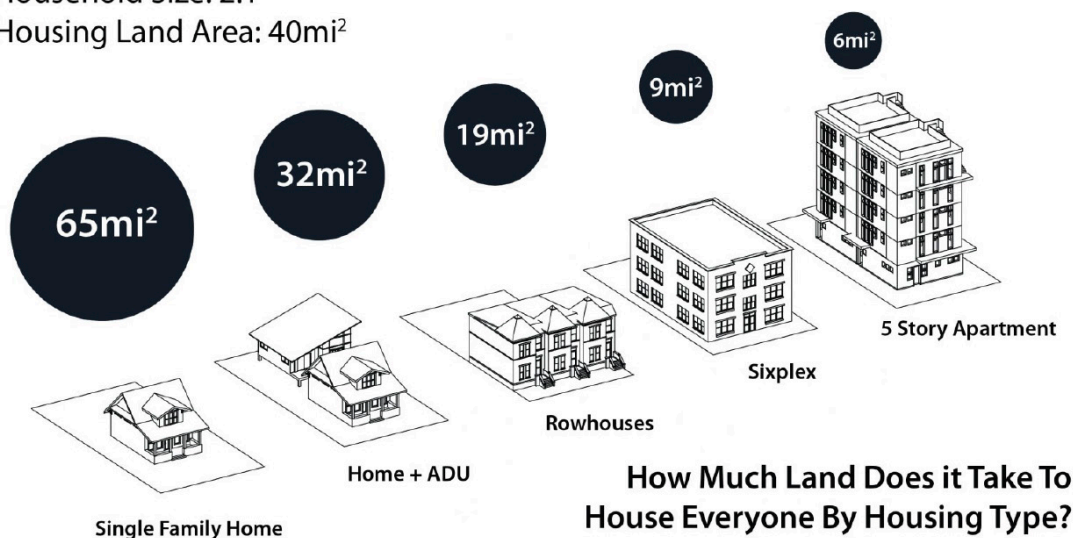 Housing Land Area: 40mi²
6mi²
9mi²
19mi²
32mi²
65mi²
5 Story Apartment
Sixplex
Rowhouses
Home + ADU
Single Family Home
How Much Land Does it Take To
House Everyone By Housing Type?